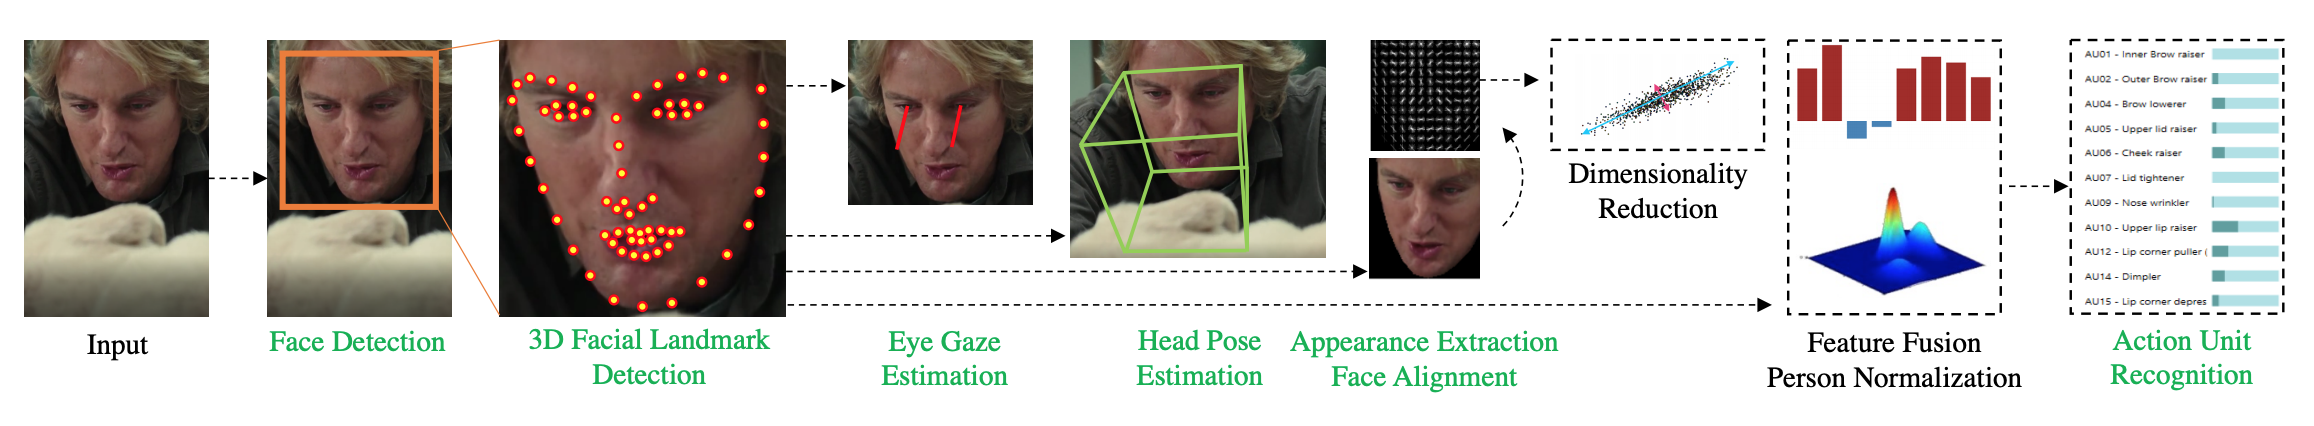 Input
Face Detection
3D Facial Landmark
Detection
Eye Gaze
Estimation
Head Pose
Estimation
Appearance Extraction
Face Alignment
Dimensionality
Reduction
Feature Fusion
Person Normalization
AU01 - Inner Brow raiser
AU02 - Outer Brow raiser
AU04 - Brow lowerer
AU05 - Upper lid raiser
AU06 - Cheek raiser
AU07 - Lid tightener
AU09 - Nose wrinkler
AU10 - Upper lip raiser
AU12 - Lip corner puller (
AU14 - Dimpler
AU15 - Lip corner depres
Action Unit
Recognition